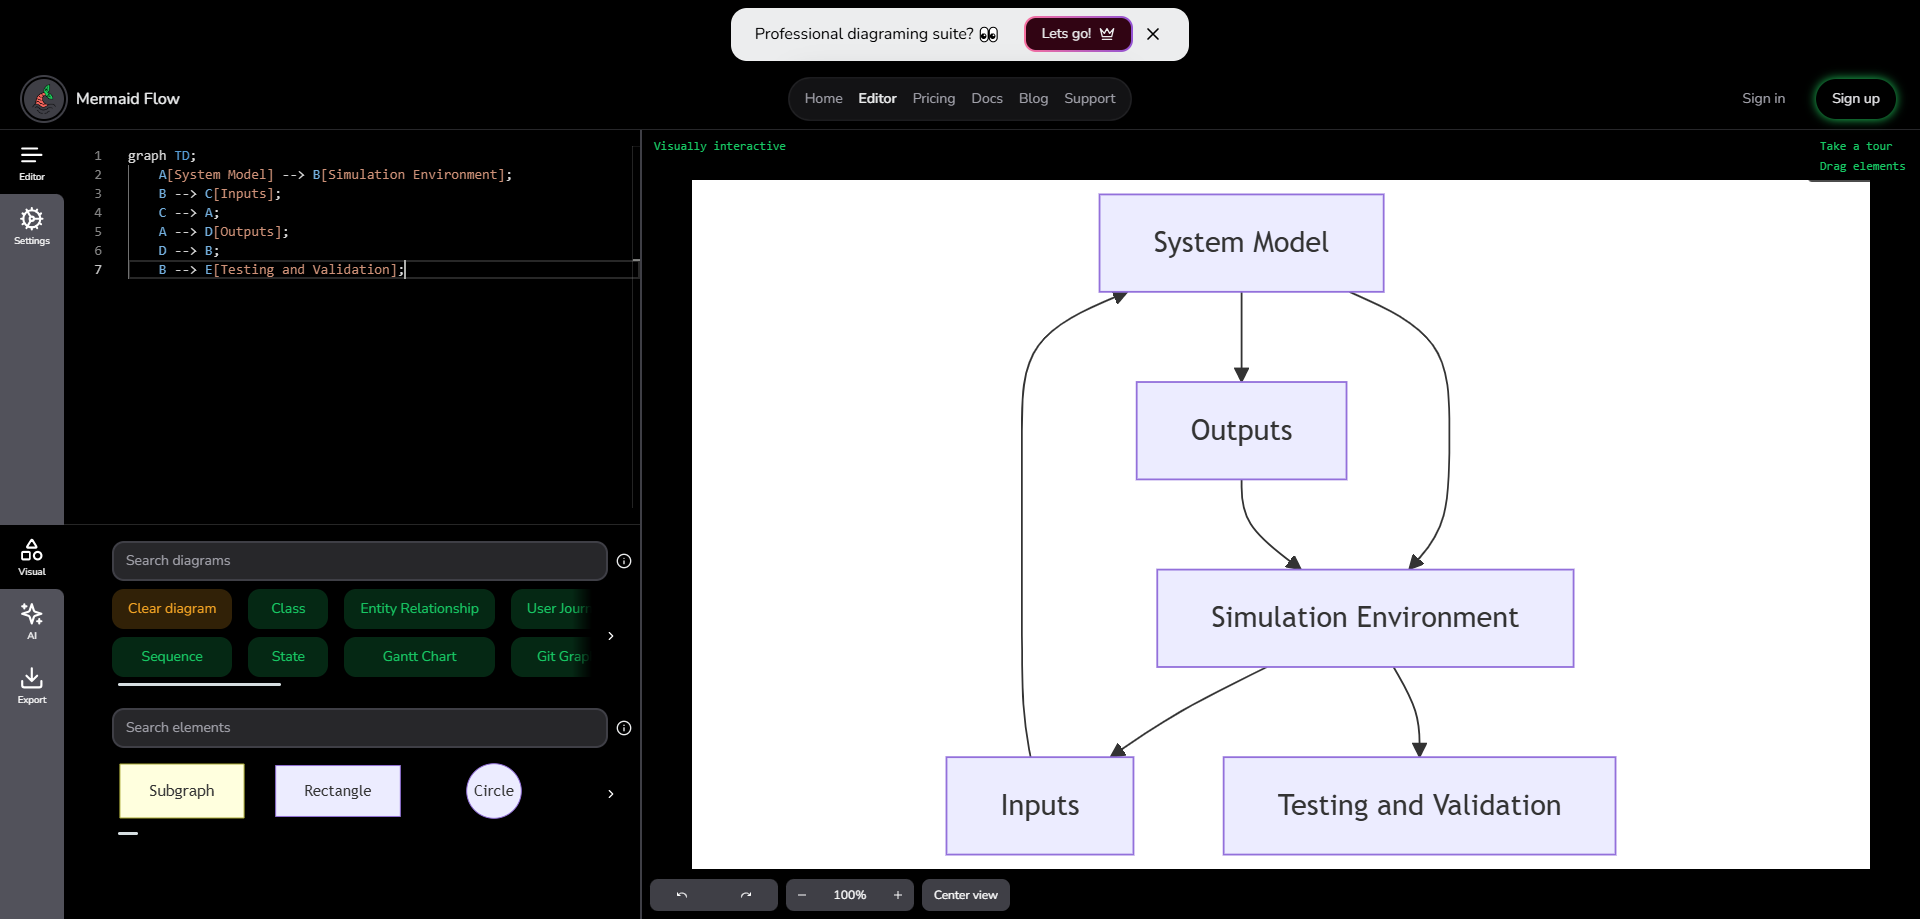 Professional diagraming suite? 👀 Lets go!
Mermaid Flow
Home Editor Pricing Docs Blog Support
Sign in Sign up
Editor
Settings
1 graph TD;
2 A[System Model] --> B[Simulation Environment];
3 B --> C[Inputs];
4 C --> A;
5 A --> D[Outputs];
6 D --> B;
7 B --> E[Testing and Validation];
Visual
AI
Export
Search diagrams
Clear diagram Class Entity Relationship User Jour
Sequence State Gantt Chart Git Grap
Search elements
Subgraph Rectangle Circle
Visually interactive
Take a tour
Drag elements
System Model
Outputs
Simulation Environment
Inputs Testing and Validation
100% Center view